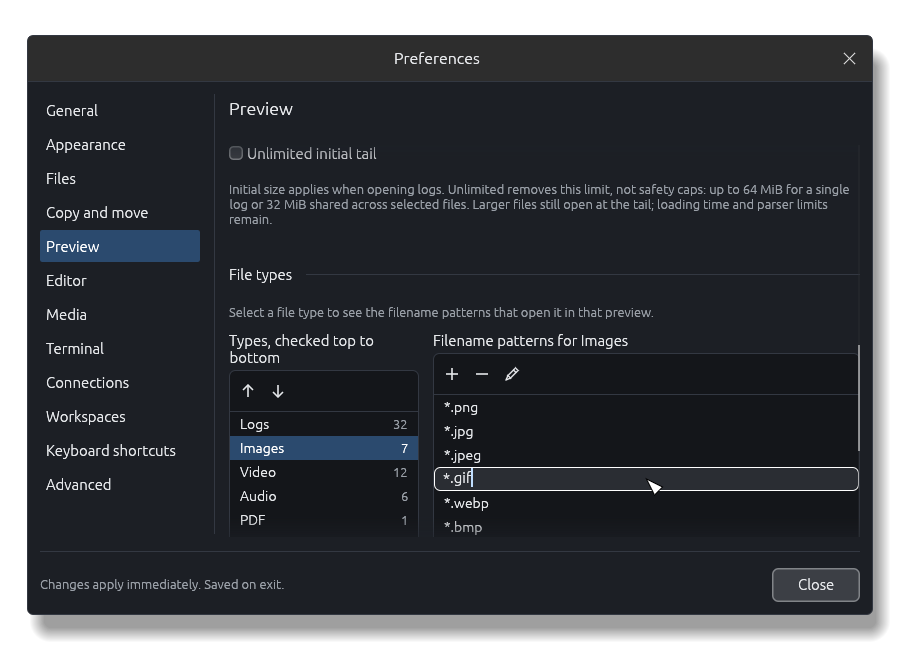 Preferences
General
Appearance
Files
Copy and move
Preview
Editor
Media
Terminal
Connections
Workspaces
Keyboard shortcuts
Advanced
Preview
Unlimited initial tail
Initial size applies when opening logs. Unlimited removes this limit, not safety caps: up to 64 MiB for a single
log or 32 MiB shared across selected files. Larger files still open at the tail; loading time and parser limits
remain.
File types
Select a file type to see the filename patterns that open it in that preview.
Types, checked top to
bottom
Logs 32
Images 7
Video 12
Audio 6
PDF 1
Filename patterns for Images
*.png
*.jpg
*.jpeg
*.gif
*.webp
*.bmp
Changes apply immediately. Saved on exit.
Close